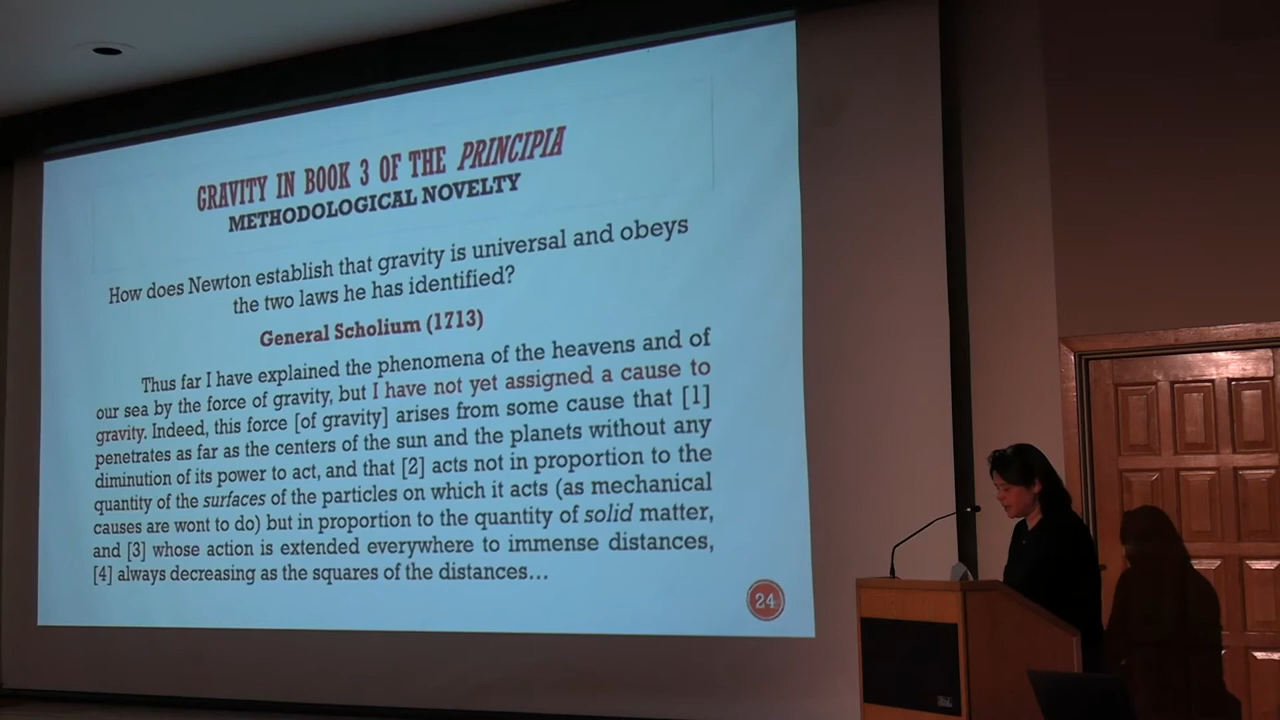 GRAVITY IN BOOK 3 OF THE PRINCIPIA
METHODOLOGICAL NOVELTY
How does Newton establish that gravity is universal and obeys
the two laws he has identified?
General Scholium (1713)
Thus far I have explained the phenomena of the heavens and of
our sea by the force of gravity, but I have not yet assigned a cause to
gravity. Indeed, this force [of gravity] arises from some cause that [1]
penetrates as far as the centers of the sun and the planets without any
diminution of its power to act, and that [2] acts not in proportion to the
quantity of the surfaces of the particles on which it acts (as mechanical
causes are wont to do) but in proportion to the quantity of solid matter,
and [3] whose action is extended everywhere to immense distances,
[4] always decreasing as the squares of the distances…
24